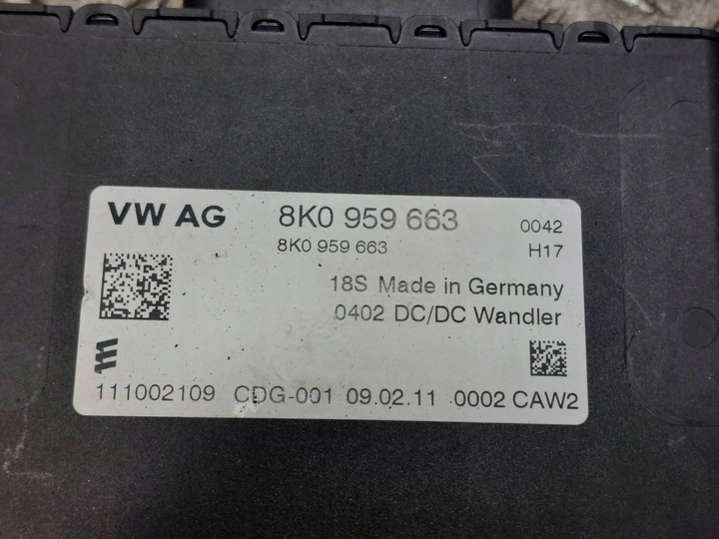 VW AG 8K0 959 663 0042
8K0 959 663 H17
18S Made in Germany
0402 DC/DC Wandler
111002109 CDG-001 09.02.11 0002 CAW2